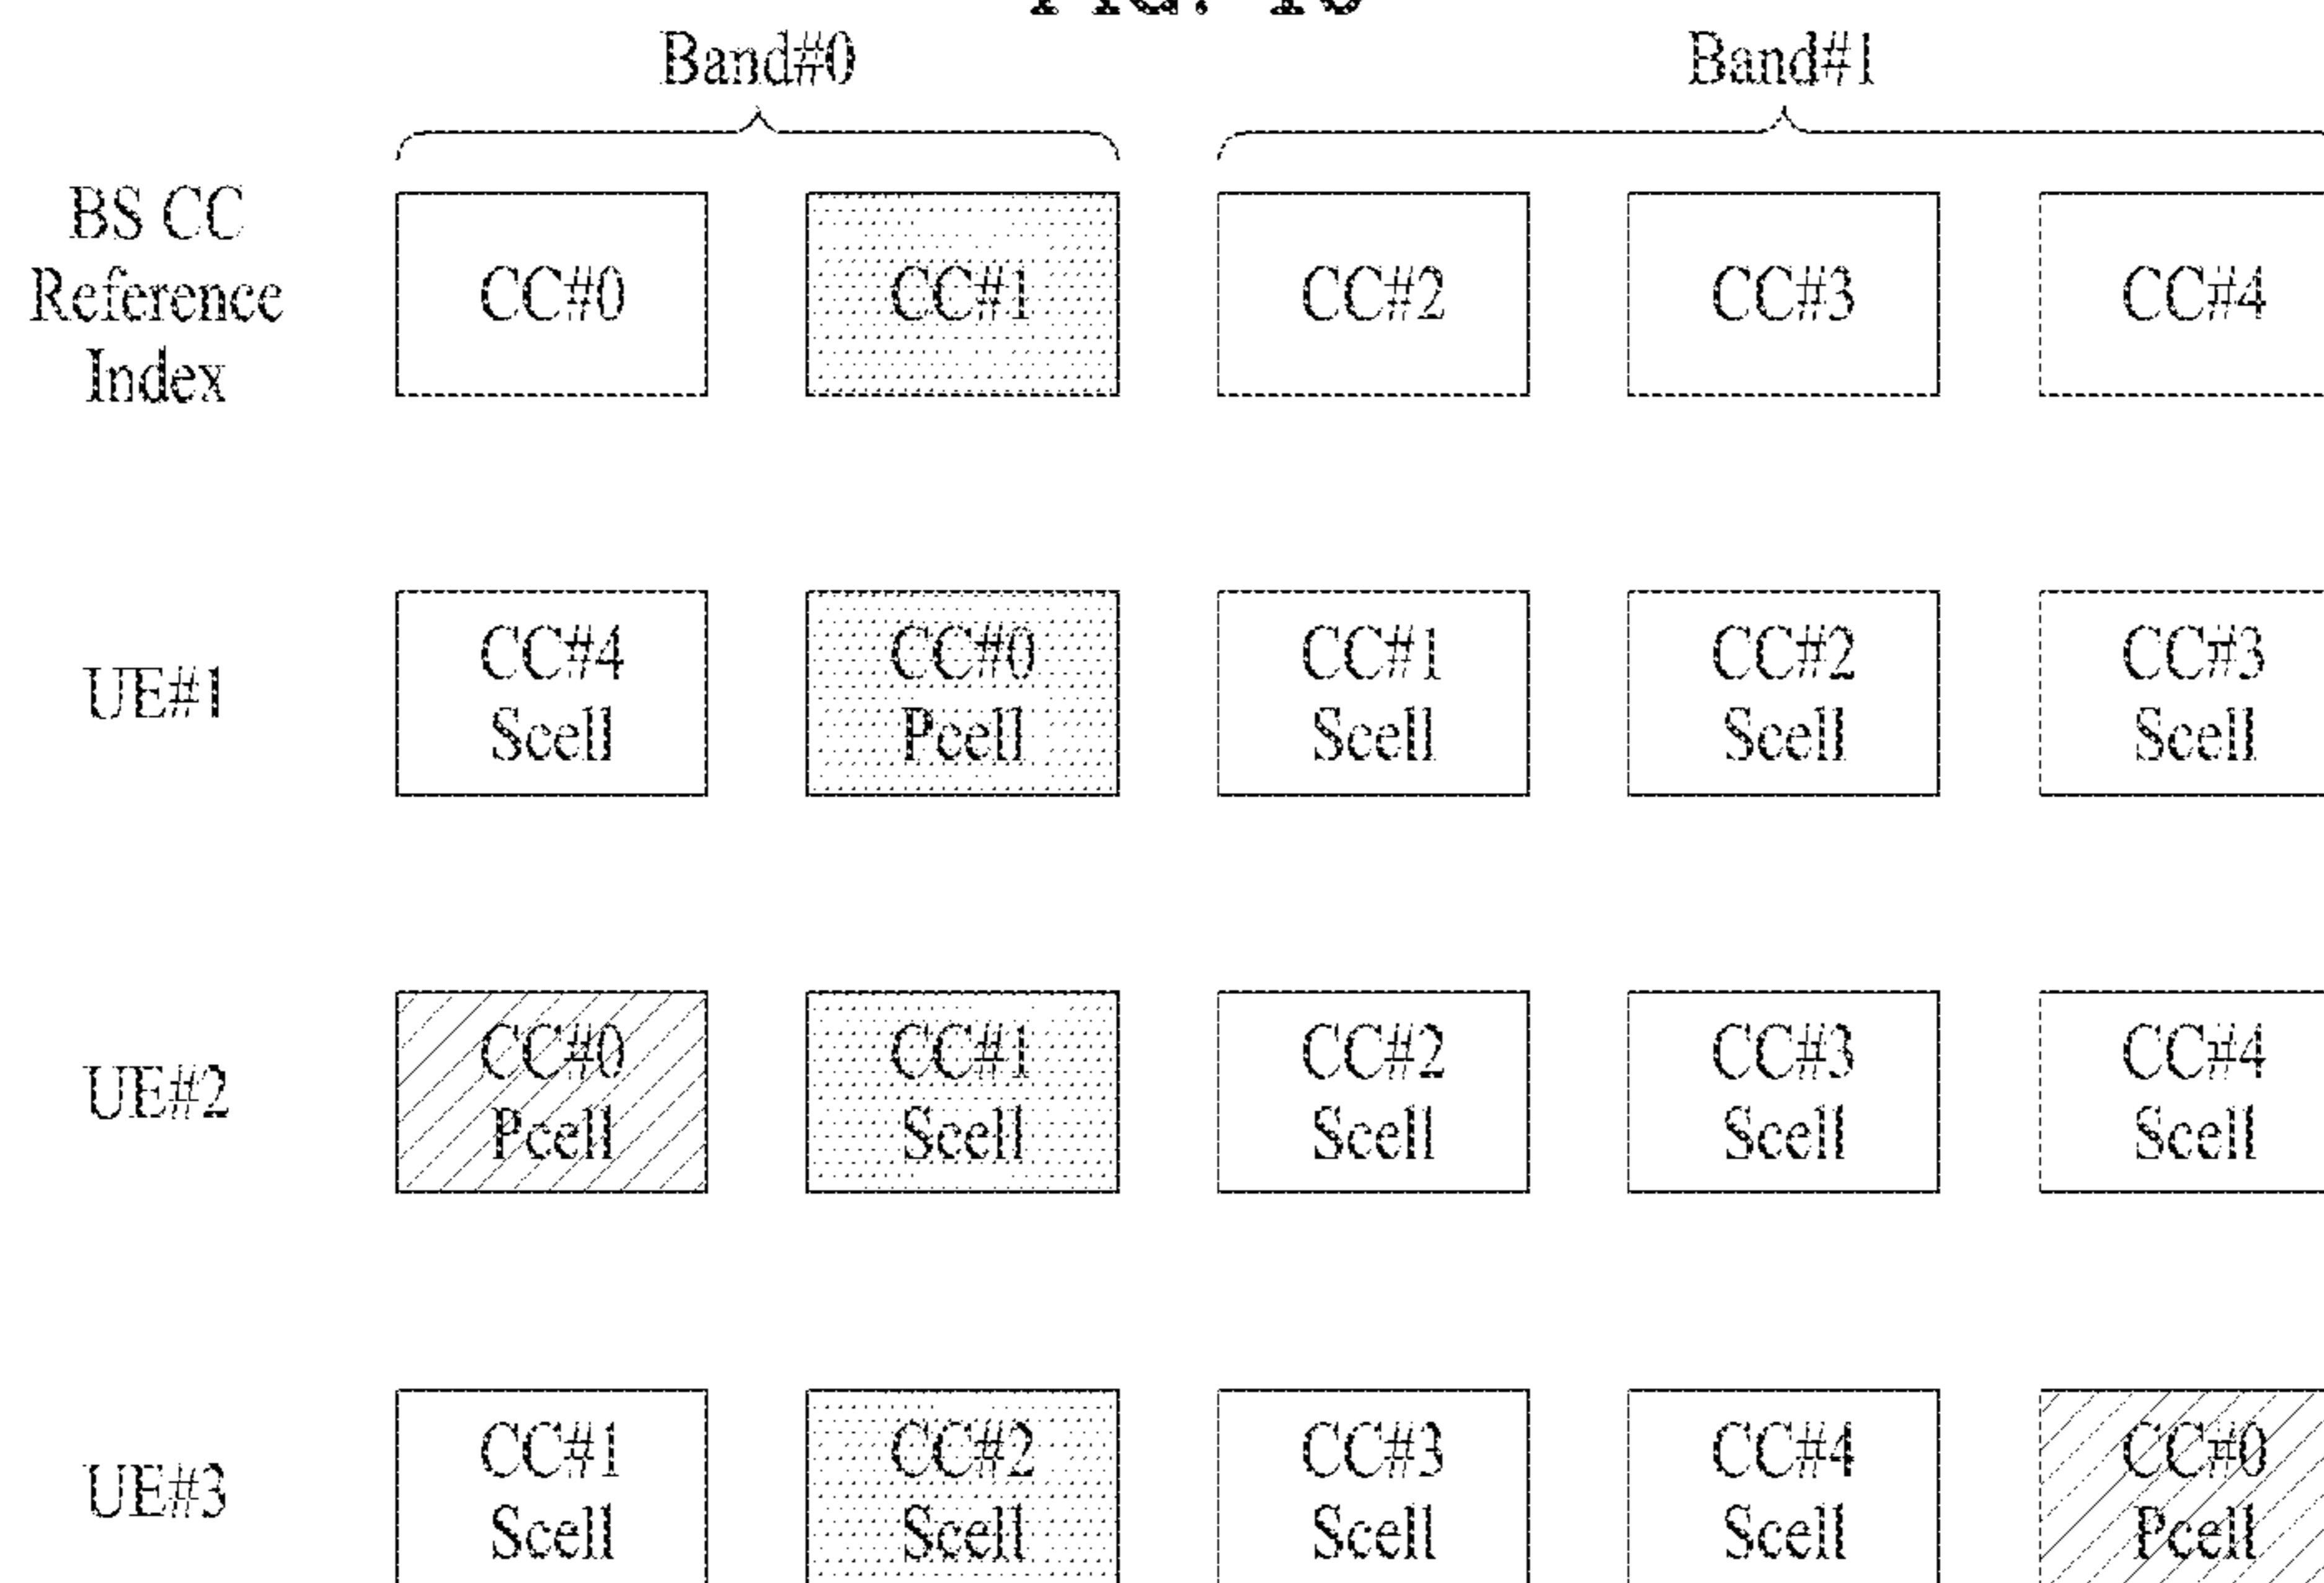 Band#0 Band#1
BS CC
Reference
Index
CC#0 CC#1 CC#2 CC#3 CC#4
UE#1
CC#4 CC#0 CC#1 CC#2 CC#3
Scell Pcell Scell Scell Scell
UE#2
CC#0 CC#1 CC#2 CC#3 CC#4
Pcell Scell Scell Scell Scell
UE#3
CC#1 CC#2 CC#3 CC#4 CC#0
Scell Scell Scell Scell Pcell